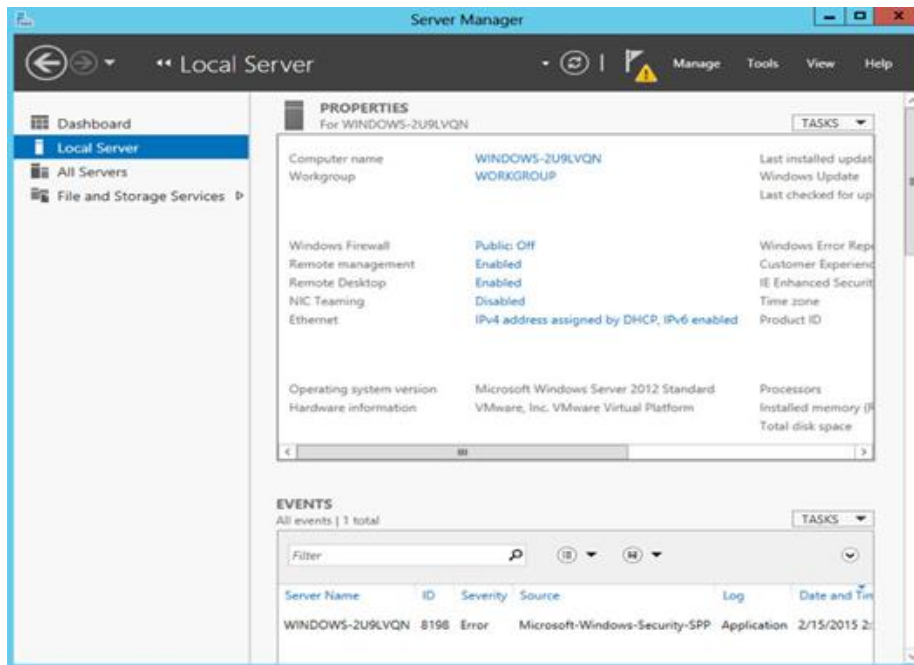 Server Manager
Local Server
Manage Tools View Help
Dashboard
Local Server
All Servers
File and Storage Services
PROPERTIES
For WINDOWS-2U9LVQN
TASKS
Computer name WINDOWS-2U9LVQN Last installed updat
Workgroup WORKGROUP Windows Update
Last checked for up
Windows Firewall Public: Off Windows Error Rep
Remote management Enabled Customer Experienc
Remote Desktop Enabled IE Enhanced Securit
NIC Teaming Disabled Time zone
Ethernet IPv4 address assigned by DHCP, IPv6 enabled Product ID
Operating system version Microsoft Windows Server 2012 Standard Processors
Hardware information VMware, Inc. VMware Virtual Platform Installed memory (R
Total disk space
EVENTS
All events | 1 total
TASKS
Filter
Server Name ID Severity Source Log Date and Tim
WINDOWS-2U9LVQN 8198 Error Microsoft-Windows-Security-SPP Application 2/15/2015 2: